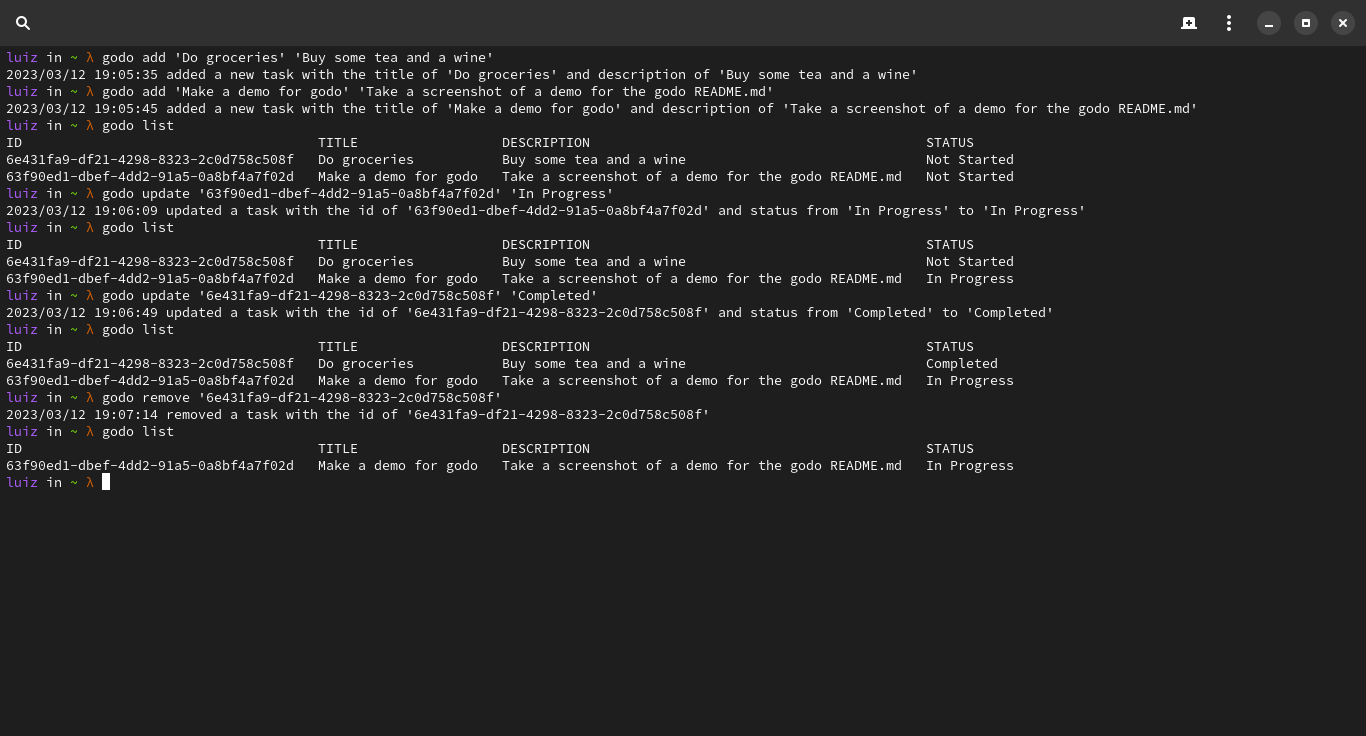 luiz in ~ λ godo add 'Do groceries' 'Buy some tea and a wine'
2023/03/12 19:05:35 added a new task with the title of 'Do groceries' and description of 'Buy some tea and a wine'
luiz in ~ λ godo add 'Make a demo for godo' 'Take a screenshot of a demo for the godo README.md'
2023/03/12 19:05:45 added a new task with the title of 'Make a demo for godo' and description of 'Take a screenshot of a demo for the godo README.md'
luiz in ~ λ godo list
ID TITLE DESCRIPTION STATUS
6e431fa9-df21-4298-8323-2c0d758c508f Do groceries Buy some tea and a wine Not Started
63f90ed1-dbef-4dd2-91a5-0a8bf4a7f02d Make a demo for godo Take a screenshot of a demo for the godo README.md Not Started
luiz in ~ λ godo update '63f90ed1-dbef-4dd2-91a5-0a8bf4a7f02d' 'In Progress'
2023/03/12 19:06:09 updated a task with the id of '63f90ed1-dbef-4dd2-91a5-0a8bf4a7f02d' and status from 'In Progress' to 'In Progress'
luiz in ~ λ godo list
ID TITLE DESCRIPTION STATUS
6e431fa9-df21-4298-8323-2c0d758c508f Do groceries Buy some tea and a wine Not Started
63f90ed1-dbef-4dd2-91a5-0a8bf4a7f02d Make a demo for godo Take a screenshot of a demo for the godo README.md In Progress
luiz in ~ λ godo update '6e431fa9-df21-4298-8323-2c0d758c508f' 'Completed'
2023/03/12 19:06:49 updated a task with the id of '6e431fa9-df21-4298-8323-2c0d758c508f' and status from 'Completed' to 'Completed'
luiz in ~ λ godo list
ID TITLE DESCRIPTION STATUS
6e431fa9-df21-4298-8323-2c0d758c508f Do groceries Buy some tea and a wine Completed
63f90ed1-dbef-4dd2-91a5-0a8bf4a7f02d Make a demo for godo Take a screenshot of a demo for the godo README.md In Progress
luiz in ~ λ godo remove '6e431fa9-df21-4298-8323-2c0d758c508f'
2023/03/12 19:07:14 removed a task with the id of '6e431fa9-df21-4298-8323-2c0d758c508f'
luiz in ~ λ godo list
ID TITLE DESCRIPTION STATUS
63f90ed1-dbef-4dd2-91a5-0a8bf4a7f02d Make a demo for godo Take a screenshot of a demo for the godo README.md In Progress
luiz in ~ λ